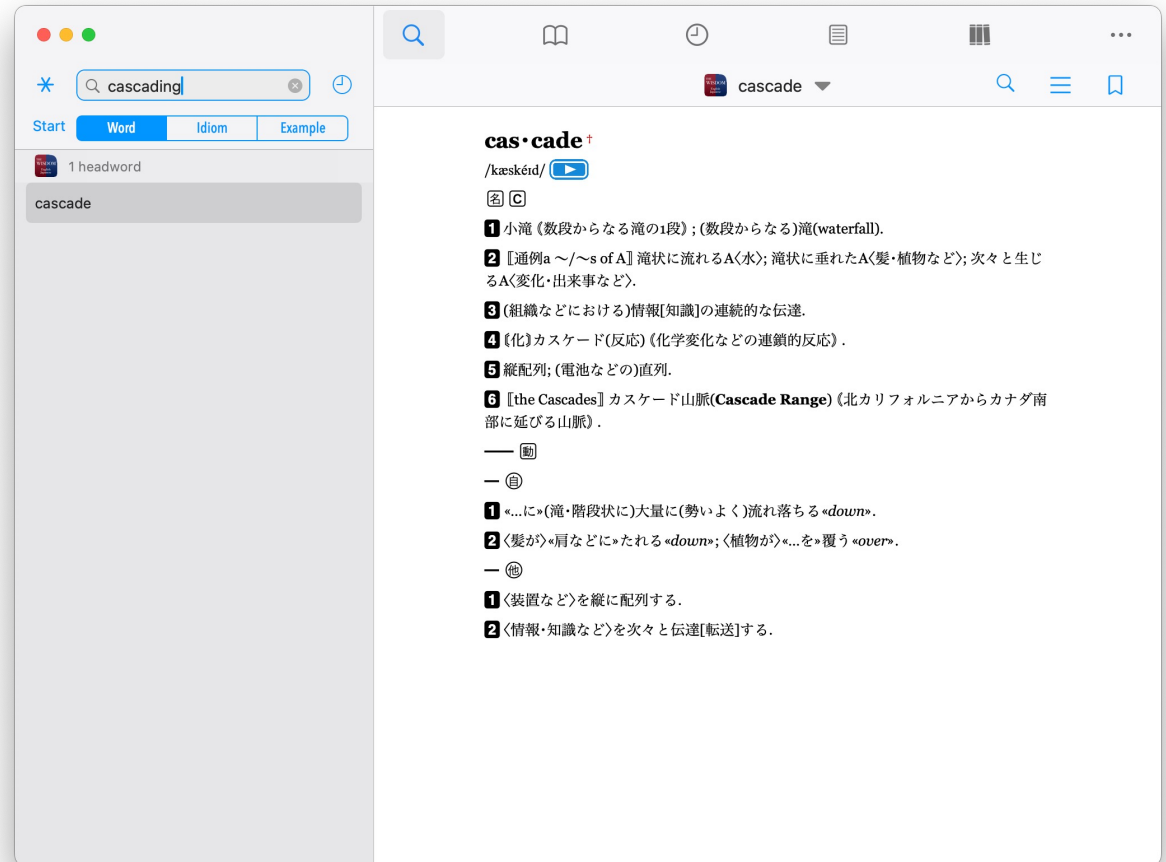 cascading
Start Word Idiom Example
1 headword
cascade
cascade
cas•cade†
/kæskéɪd/
名 C
1 小滝《数段からなる滝の1段》; (数段からなる)滝(waterfall).
2 〖通例a ～/～s of A〗滝状に流れるA〈水〉; 滝状に垂れたA〈髪・植物など〉; 次々と生じ
るA〈変化・出来事など〉.
3 (組織などにおける)情報[知識]の連続的な伝達.
4 〘化〙カスケード(反応)《化学変化などの連鎖的反応》.
5 縦配列; (電池などの)直列.
6 〖the Cascades〗カスケード山脈(Cascade Range)《北カリフォルニアからカナダ南
部に延びる山脈》.
── 動
─ 自
1 «…に»(滝・階段状に)大量に(勢いよく)流れ落ちる«down».
2 〈髪が〉«肩などに»たれる«down»;〈植物が〉«…を»覆う«over».
─ 他
1 〈装置など〉を縦に配列する.
2 〈情報・知識など〉を次々と伝達[転送]する.